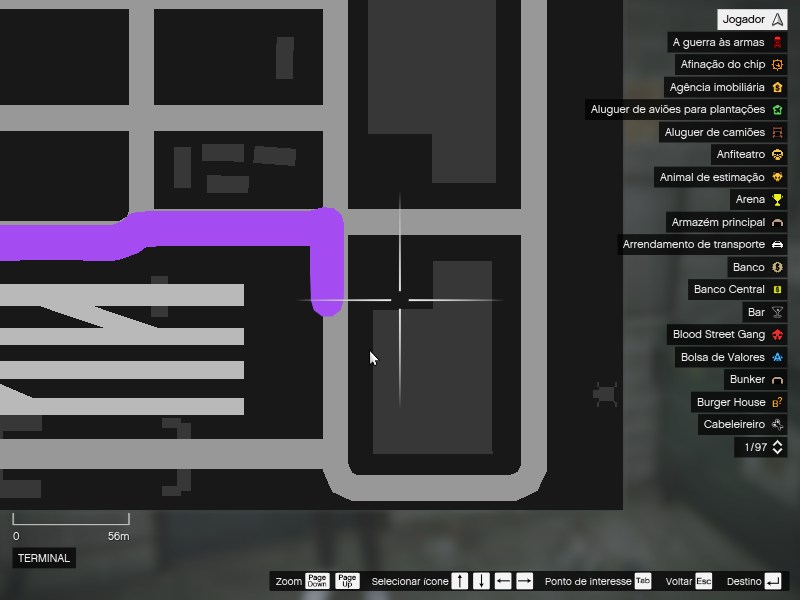 Jogador
A guerra às armas
Afinação do chip
Agência imobiliária
Aluguer de aviões para plantações
Aluguer de camiões
Anfiteatro
Animal de estimação
Arena
Armazém principal
Arrendamento de transporte
Banco
Banco Central
Bar
Blood Street Gang
Bolsa de Valores
Bunker
Burger House B?
Cabeleireiro
1/97
0 56m
TERMINAL
Zoom Page Down Page Up Selecionar ícone ↑ ↓ ← → Ponto de interesse Tab Voltar Esc Destino ↵